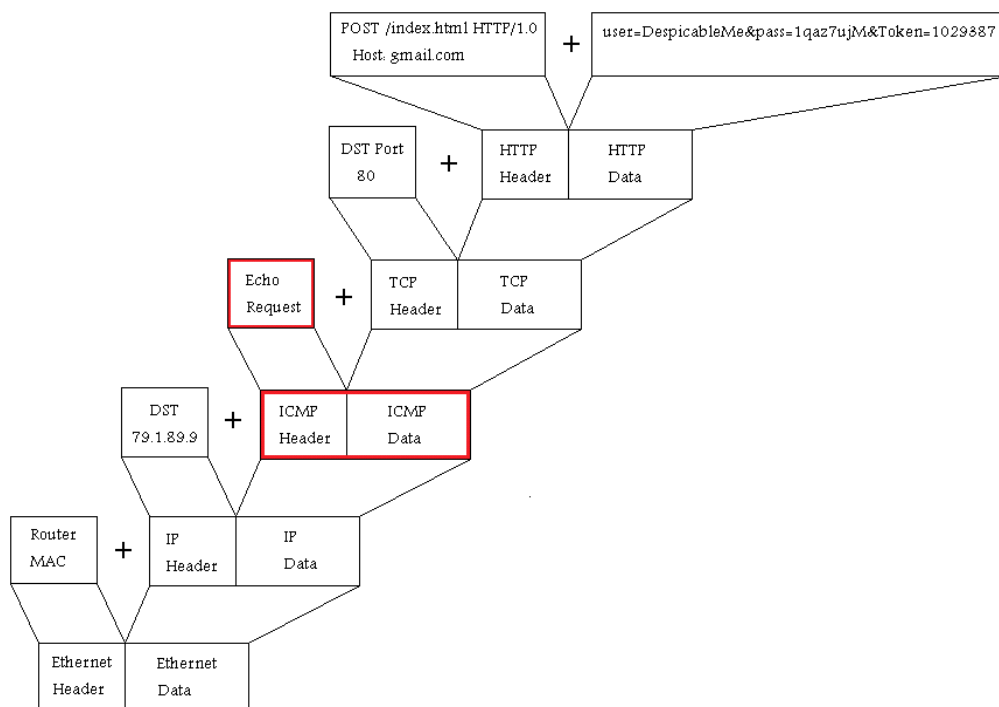 POST /index.html HTTP/1.0
Host: gmail.com
+
user=DespicableMe&pass=1qaz7ujM&Token=1029387
DST Port
80
+
HTTP
Header
HTTP
Data
Echo
Request
+
TCP
Header
TCP
Data
DST
79.1.89.9
+
ICMP
Header
ICMP
Data
Router
MAC
+
IP
Header
IP
Data
Ethernet
Header
Ethernet
Data